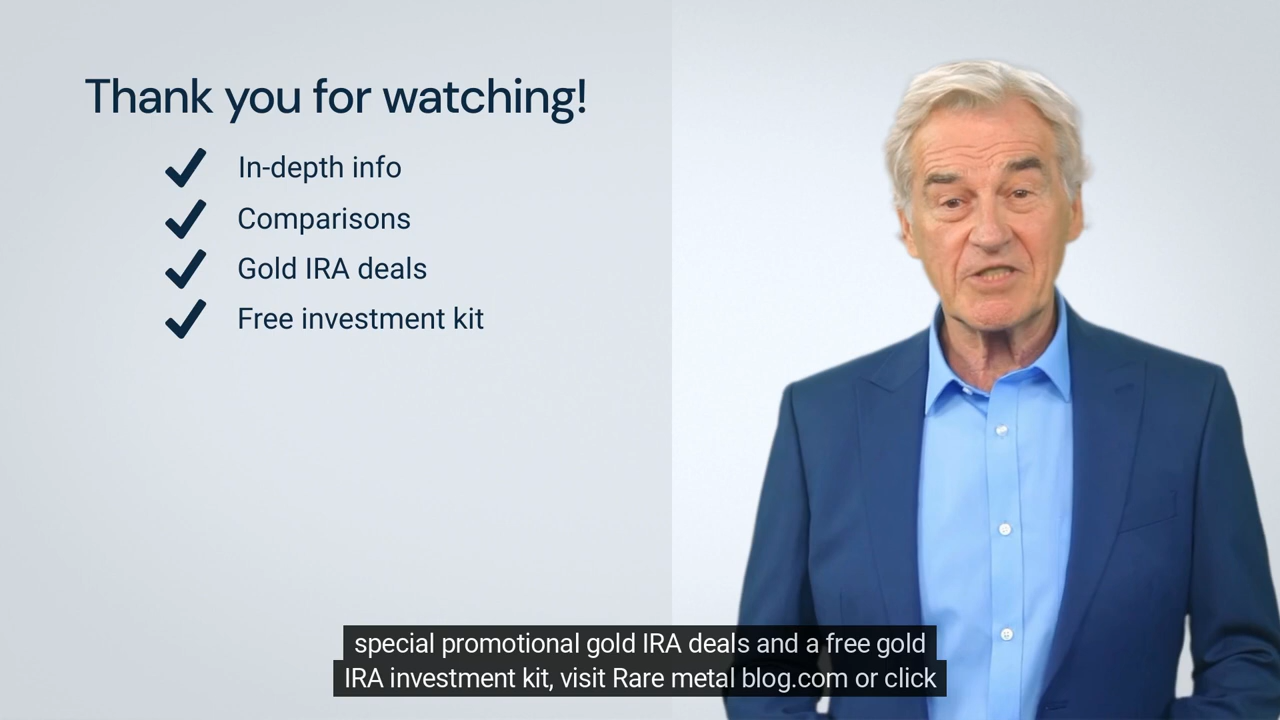 Thank you for watching!
In-depth info
Comparisons
Gold IRA deals
Free investment kit
special promotional gold IRA deals and a free gold
IRA investment kit, visit Rare metal blog.com or click